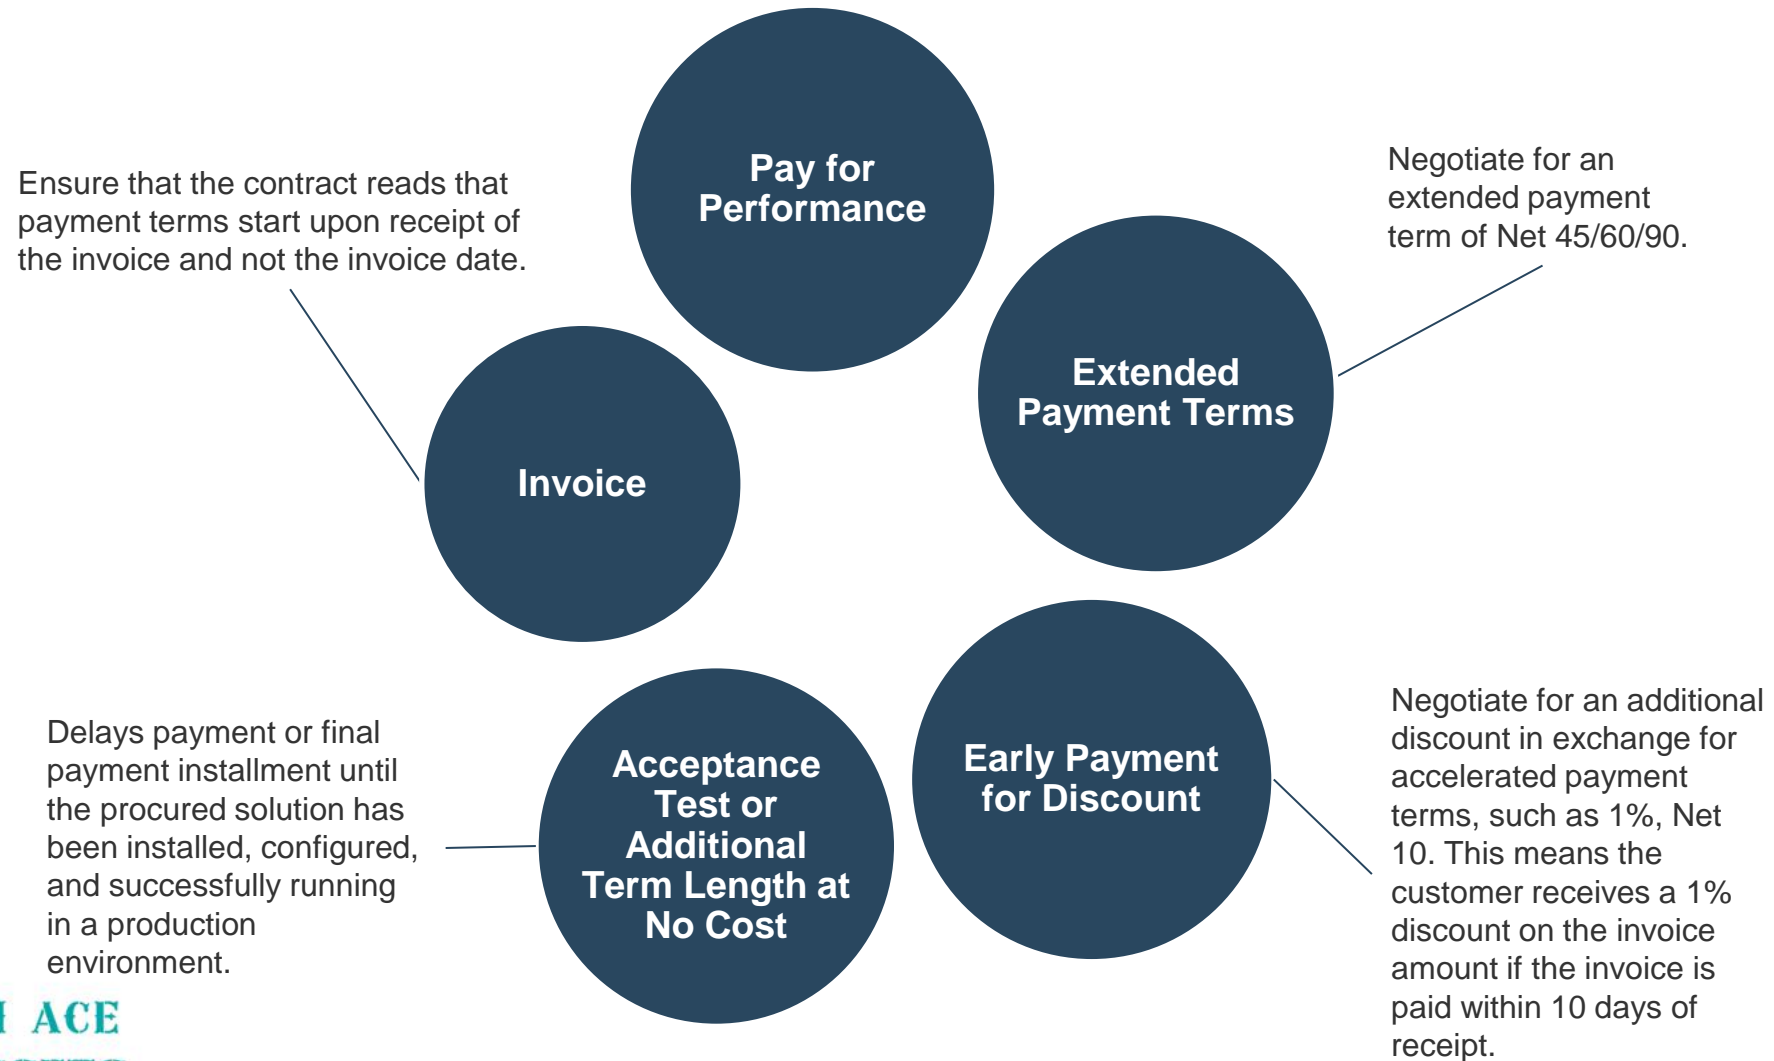 Pay for
Performance
Ensure that the contract reads that
payment terms start upon receipt of
the invoice and not the invoice date.
Negotiate for an
extended payment
term of Net 45/60/90.
Extended
Payment Terms
Invoice
Delays payment or final
payment installment until
the procured solution has
been installed, configured,
and successfully running
in a production
environment.
Acceptance
Test or
Additional
Term Length at
No Cost
Early Payment
for Discount
Negotiate for an additional
discount in exchange for
accelerated payment
terms, such as 1%, Net
10. This means the
customer receives a 1%
discount on the invoice
amount if the invoice is
paid within 10 days of
receipt.
ACE